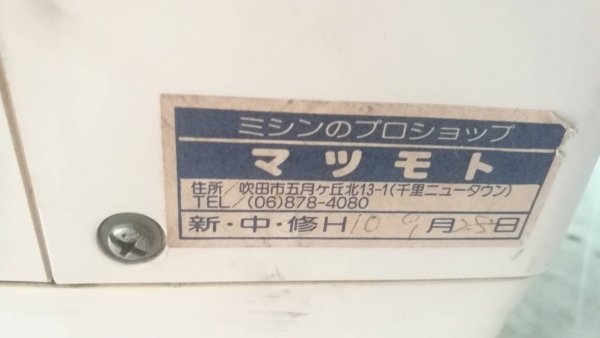 ミシンのプロショップ
マツモト
住所/吹田市五月ケ丘北13-1(千里ニュータウン)
TEL/(06)878-4080
新・中・修H10 9月28日